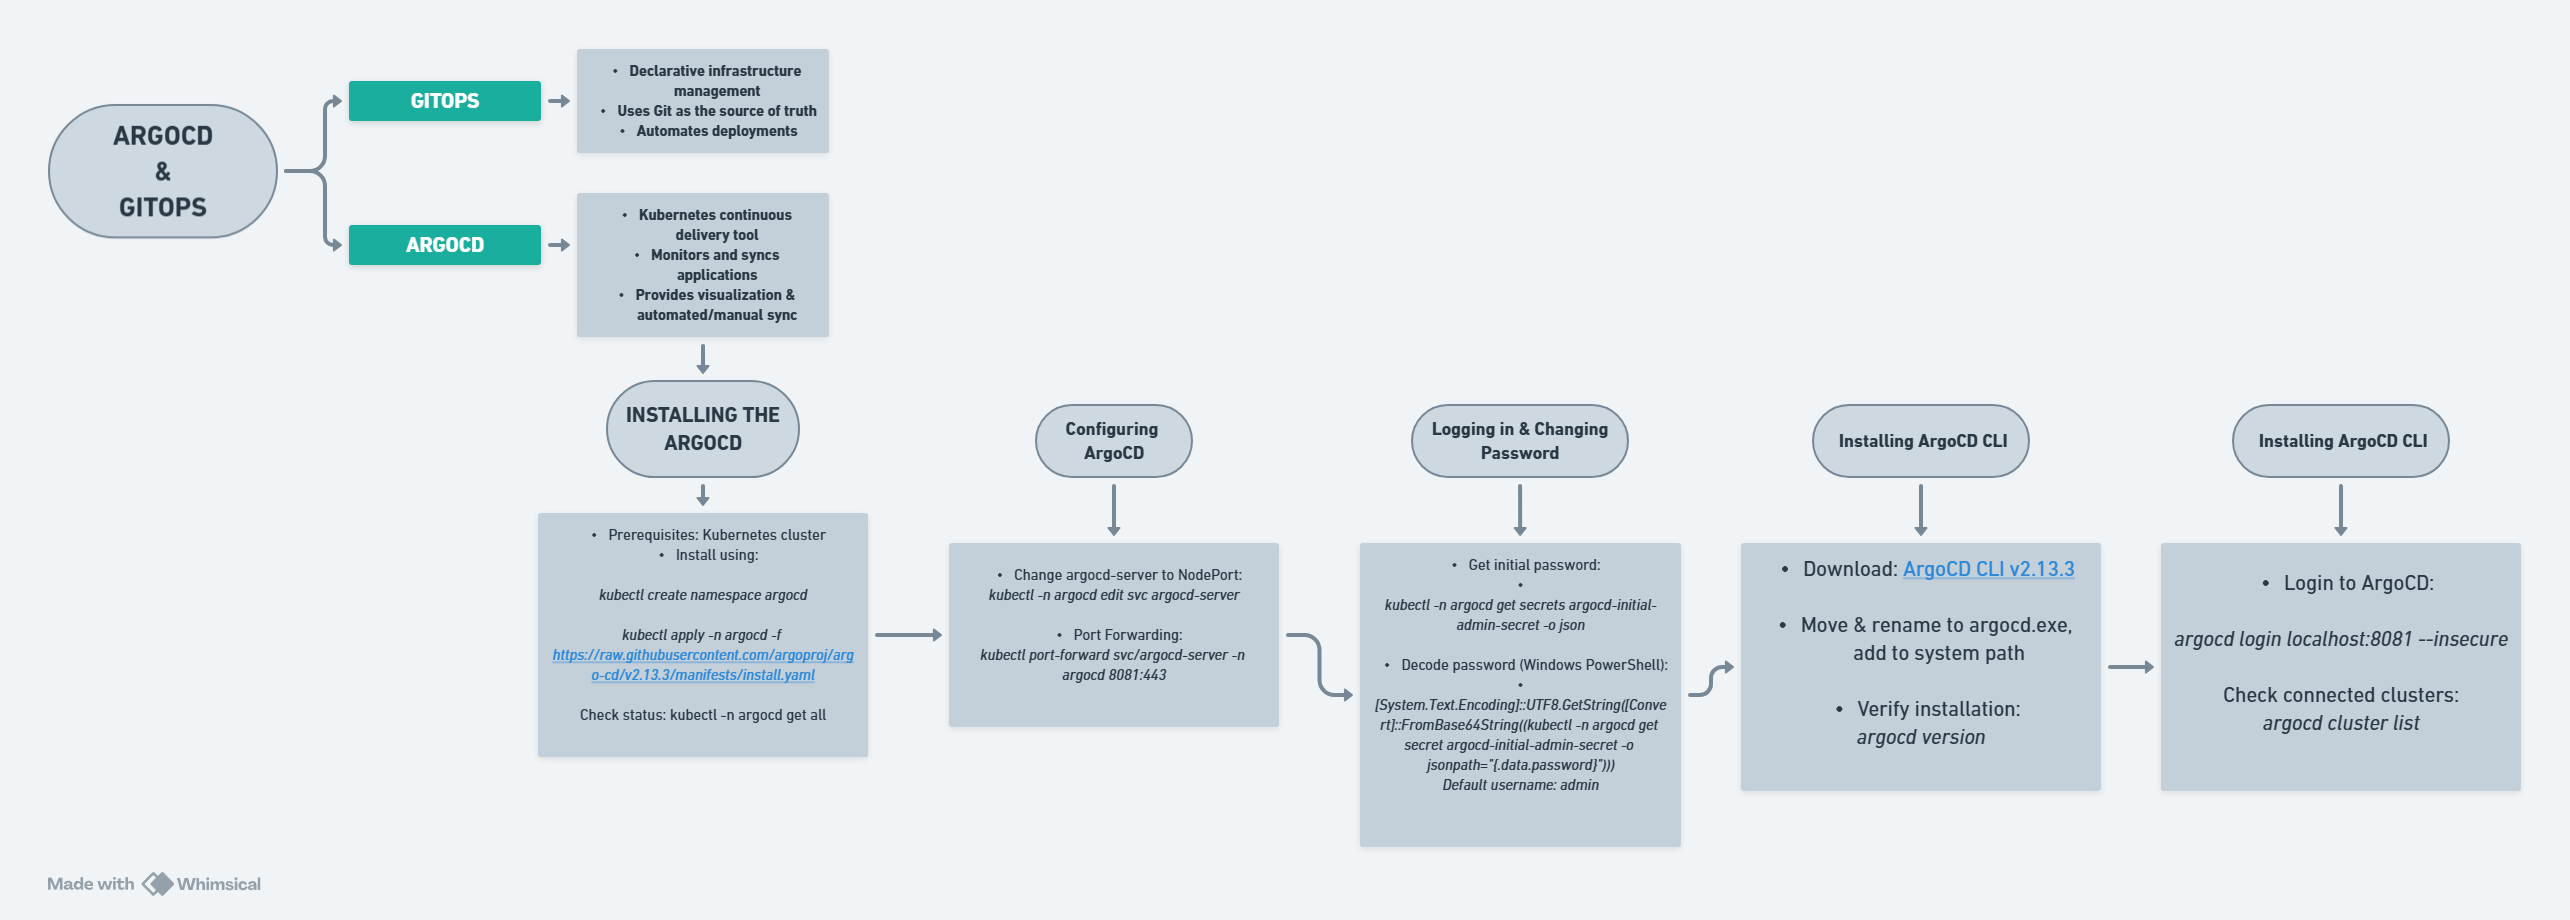 ARGOCD
&
GITOPS
GITOPS
• Declarative infrastructure
management
• Uses Git as the source of truth
• Automates deployments
ARGOCD
• Kubernetes continuous
delivery tool
• Monitors and syncs
applications
• Provides visualization &
automated/manual sync
INSTALLING THE
ARGOCD
• Prerequisites: Kubernetes cluster
• Install using:
kubectl create namespace argocd
kubectl apply -n argocd -f
https://raw.githubusercontent.com/argoproj/arg
o-cd/v2.13.3/manifests/install.yaml
Check status: kubectl -n argocd get all
Configuring
ArgoCD
• Change argocd-server to NodePort:
kubectl -n argocd edit svc argocd-server
• Port Forwarding:
kubectl port-forward svc/argocd-server -n
argocd 8081:443
Logging in & Changing
Password
• Get initial password:
•
kubectl -n argocd get secrets argocd-initial-
admin-secret -o json
• Decode password (Windows PowerShell):
•
[System.Text.Encoding]::UTF8.GetString([Conve
rt]::FromBase64String((kubectl -n argocd get
secret argocd-initial-admin-secret -o
jsonpath="{.data.password}")))
Default username: admin
Installing ArgoCD CLI
• Download: ArgoCD CLI v2.13.3
• Move & rename to argocd.exe,
add to system path
• Verify installation:
argocd version
Installing ArgoCD CLI
• Login to ArgoCD:
argocd login localhost:8081 --insecure
Check connected clusters:
argocd cluster list
Made with Whimsical